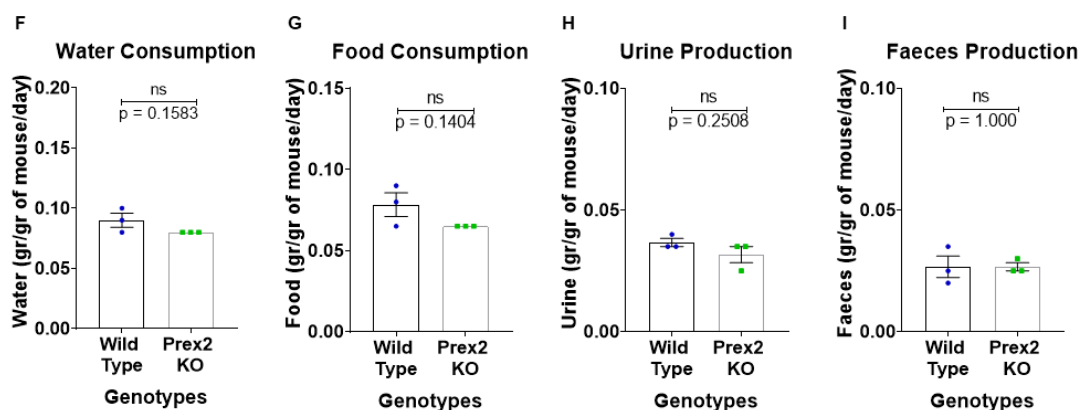 F
Water Consumption
Water (gr/gr of mouse/day)
0.20
0.15
0.10
0.05
0.00
ns
p = 0.1583
Wild
Type
Prex2
KO
Genotypes
G
Food Consumption
Food (gr/gr of mouse/day)
0.15
0.10
0.05
0.00
ns
p = 0.1404
Wild
Type
Prex2
KO
Genotypes
H
Urine Production
Urine (gr/gr of mouse/day)
0.10
0.05
0.00
ns
p = 0.2508
Wild
Type
Prex2
KO
Genotypes
I
Faeces Production
Faeces (gr/gr of mouse/day)
0.10
0.05
0.00
ns
p = 1.000
Wild
Type
Prex2
KO
Genotypes